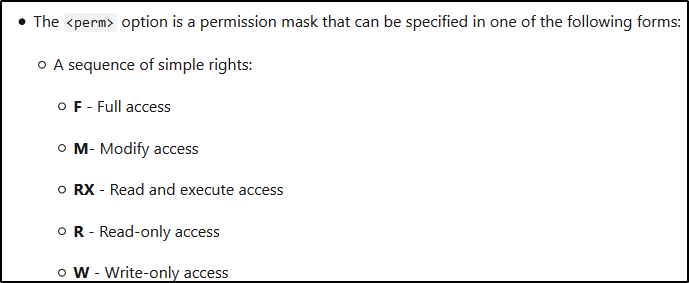 The <perm> option is a permission mask that can be specified in one of the following forms:
A sequence of simple rights:
F - Full access
M- Modify access
RX - Read and execute access
R - Read-only access
W - Write-only access